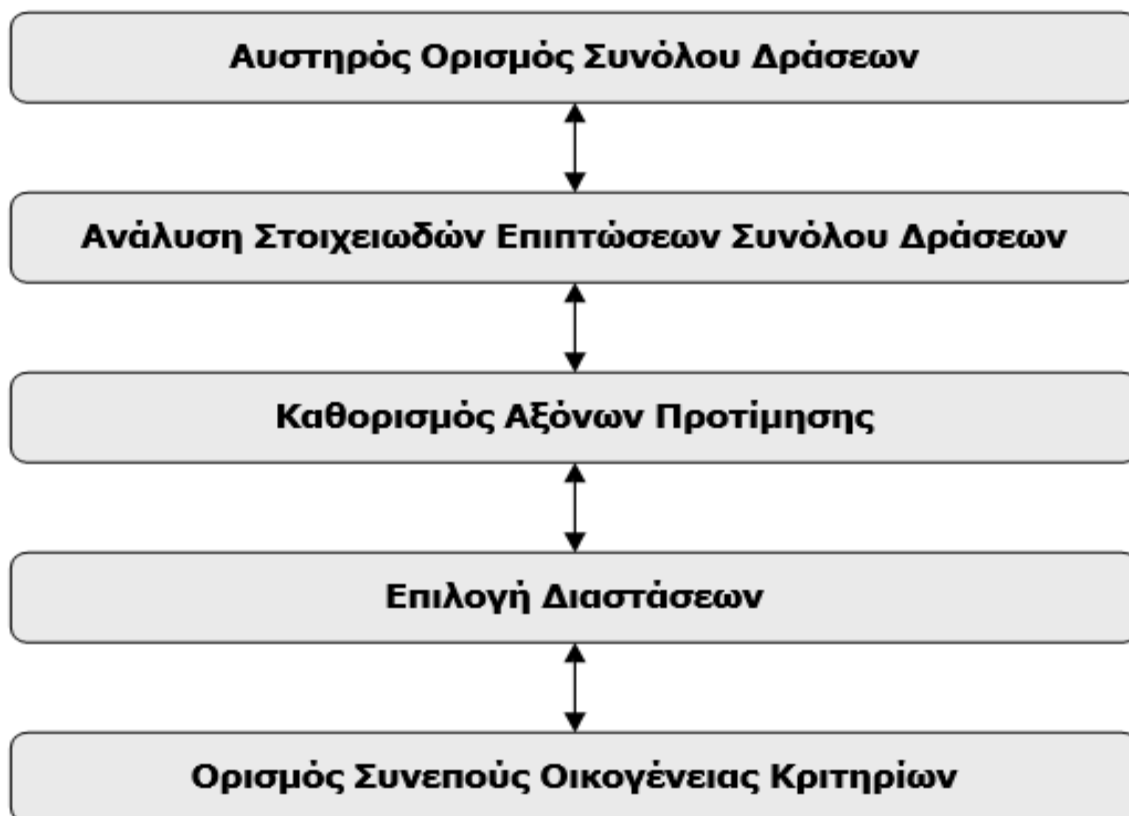 Αυστηρός Ορισμός Συνόλου Δράσεων
Ανάλυση Στοιχειωδών Επιπτώσεων Συνόλου Δράσεων
Καθορισμός Αξόνων Προτίμησης
Επιλογή Διαστάσεων
Ορισμός Συνεπούς Οικογένειας Κριτηρίων